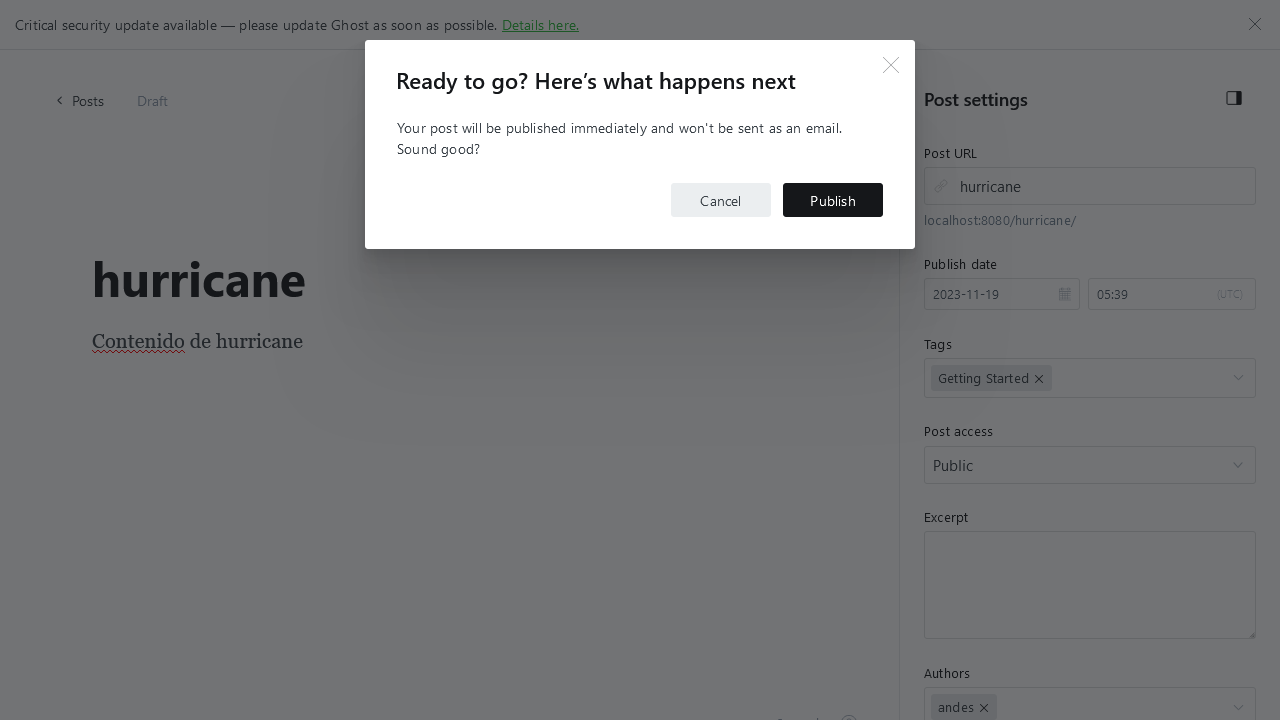 Critical security update available — please update Ghost as soon as possible. Details here.
Ready to go? Here’s what happens next
Your post will be published immediately and won't be sent as an email.
Sound good?
Cancel
Publish
Posts
Draft
hurricane
Contenido de hurricane
Post settings
Post URL
hurricane
localhost:8080/hurricane/
Publish date
2023-11-19
05:39
(UTC)
Tags
Getting Started
Post access
Public
Excerpt
Authors
andes